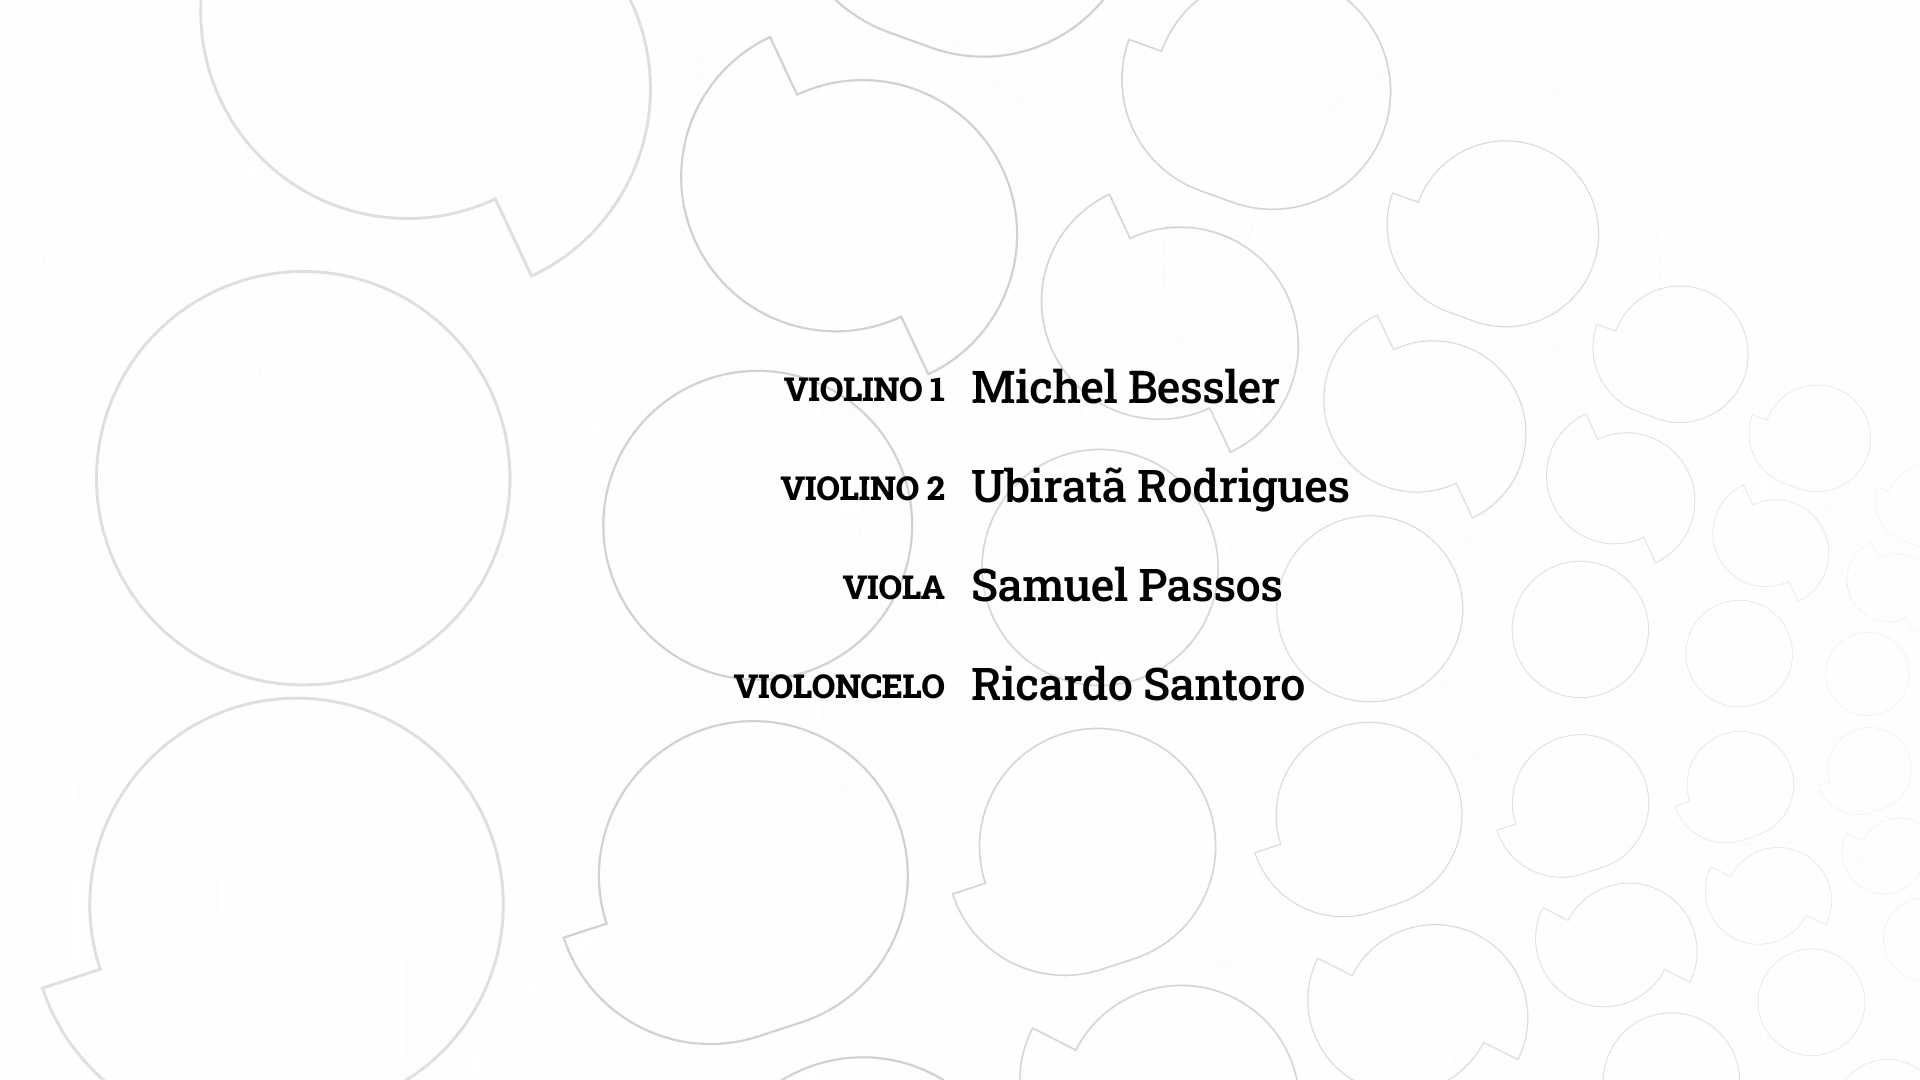 VIOLINO 1 Michel Bessler
VIOLINO 2 Ubiratã Rodrigues
VIOLA Samuel Passos
VIOLONCELO Ricardo Santoro